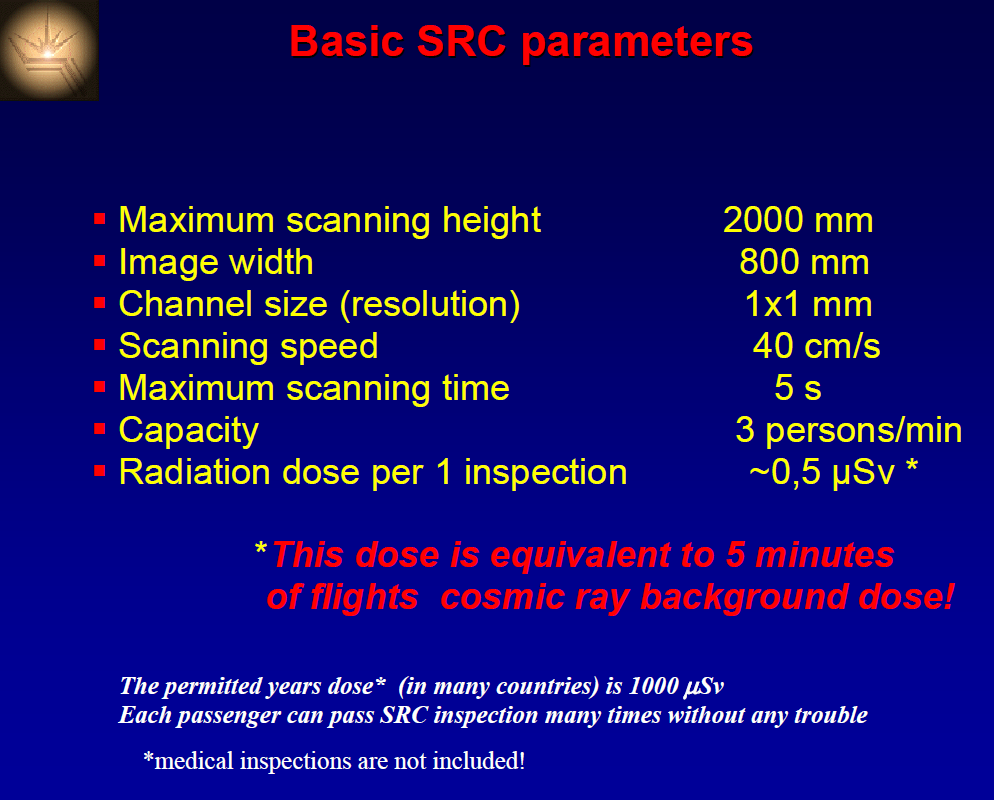 Basic SRC parameters
Maximum scanning height 2000 mm
Image width 800 mm
Channel size (resolution) 1x1 mm
Scanning speed 40 cm/s
Maximum scanning time 5 s
Capacity 3 persons/min
Radiation dose per 1 inspection ~0,5 µSv *
*This dose is equivalent to 5 minutes
of flights cosmic ray background dose!
The permitted years dose* (in many countries) is 1000 µSv
Each passenger can pass SRC inspection many times without any trouble
*medical inspections are not included!